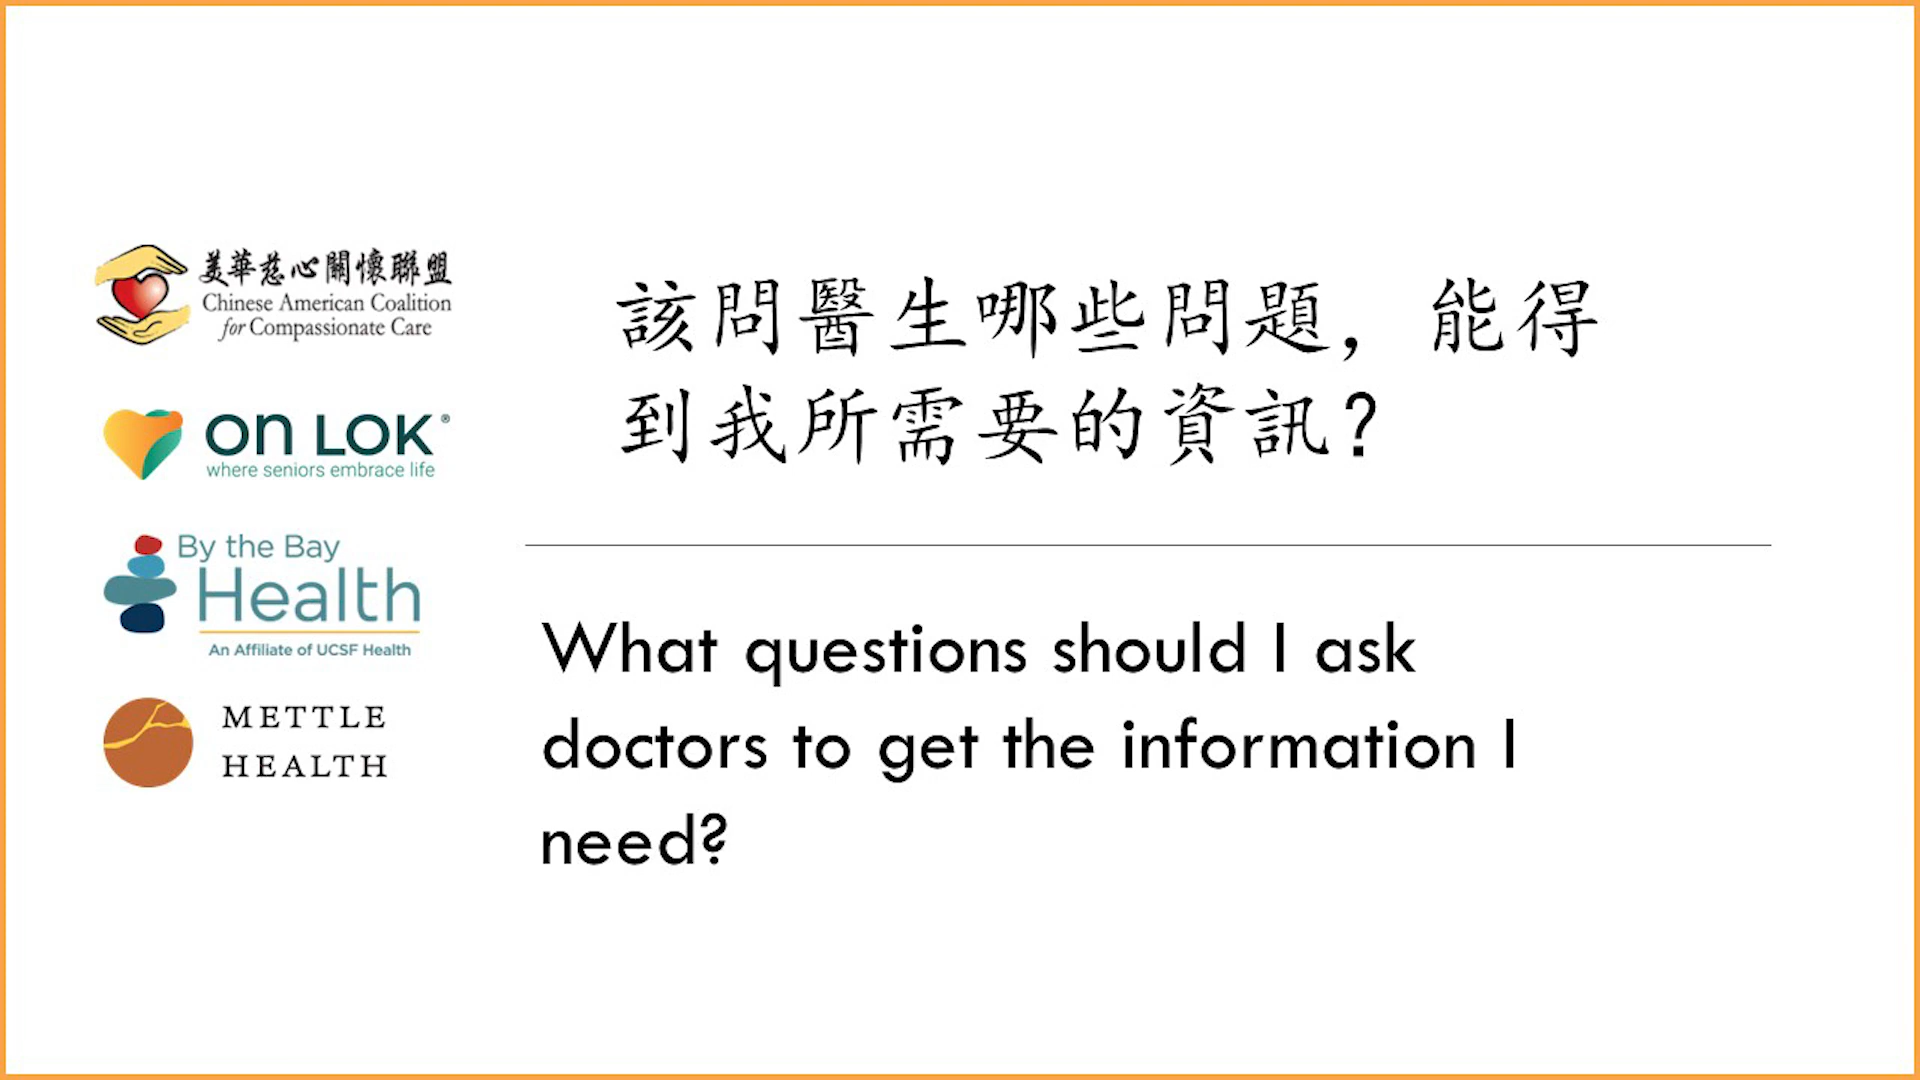 美華慈心關懷聯盟
Chinese American Coalition
for Compassionate Care
on LOK®
where seniors embrace life
By the Bay
Health
An Affiliate of UCSF Health
METTLE
HEALTH
該問醫生哪些問題，能得
到我所需要的資訊？
What questions should I ask
doctors to get the information I
need?